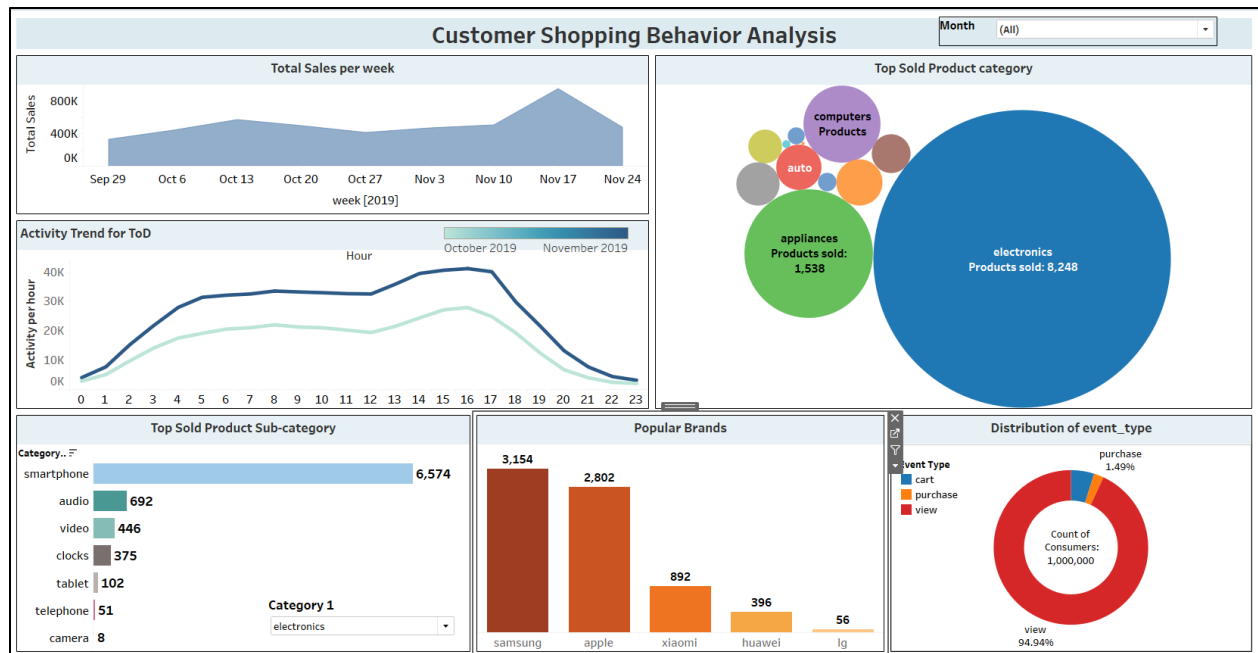 Customer Shopping Behavior Analysis
Month
(All)
Total Sales per week
Total Sales
800K
400K
0K
Sep 29 Oct 6 Oct 13 Oct 20 Oct 27 Nov 3 Nov 10 Nov 17 Nov 24
week [2019]
Top Sold Product category
computers
Products
auto
appliances
Products sold:
1,538
electronics
Products sold: 8,248
Activity Trend for ToD
October 2019 November 2019
Hour
Activity per hour
40K
30K
20K
10K
0K
0 1 2 3 4 5 6 7 8 9 10 11 12 13 14 15 16 17 18 19 20 21 22 23
Top Sold Product Sub-category
Category..
smartphone 6,574
audio 692
video 446
clocks 375
tablet 102
telephone 51
camera 8
Category 1
electronics
Popular Brands
3,154
2,802
892
396
56
samsung apple xiaomi huawei lg
Distribution of event_type
Event Type
cart
purchase
view
purchase
1.49%
Count of
Consumers:
1,000,000
view
94.94%